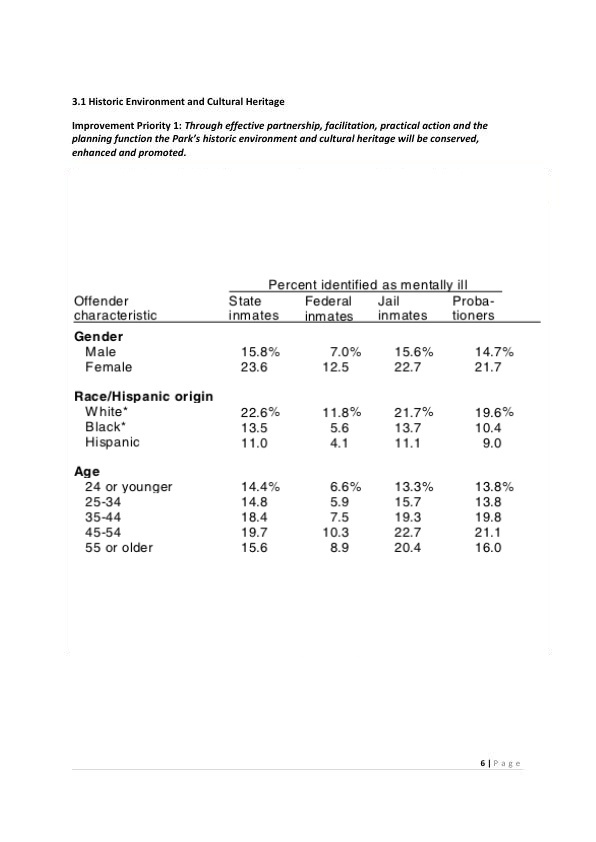 3.1 Historic Environment and Cultural Heritage
Improvement Priority 1: Through effective partnership, facilitation, practical action and the
planning function the Park's historic environment and cultural heritage will be conserved,
enhanced and promoted.
Percent identified as mentally ill
Offender State Federal Jail Proba-
characteristic inmates inmates inmates tioners
Gender
Male 15.8% 7.0% 15.6% 14.7%
Female 23.6 12.5 22.7 21.7
Race/Hispanic origin
White* 22.6% 11.8% 21.7% 19.6%
Black* 13.5 5.6 13.7 10.4
Hispanic 11.0 4.1 11.1 9.0
Age
24 or younger 14.4% 6.6% 13.3% 13.8%
25-34 14.8 5.9 15.7 13.8
35-44 18.4 7.5 19.3 19.8
45-54 19.7 10.3 22.7 21.1
55 or older 15.6 8.9 20.4 16.0
6 | Page